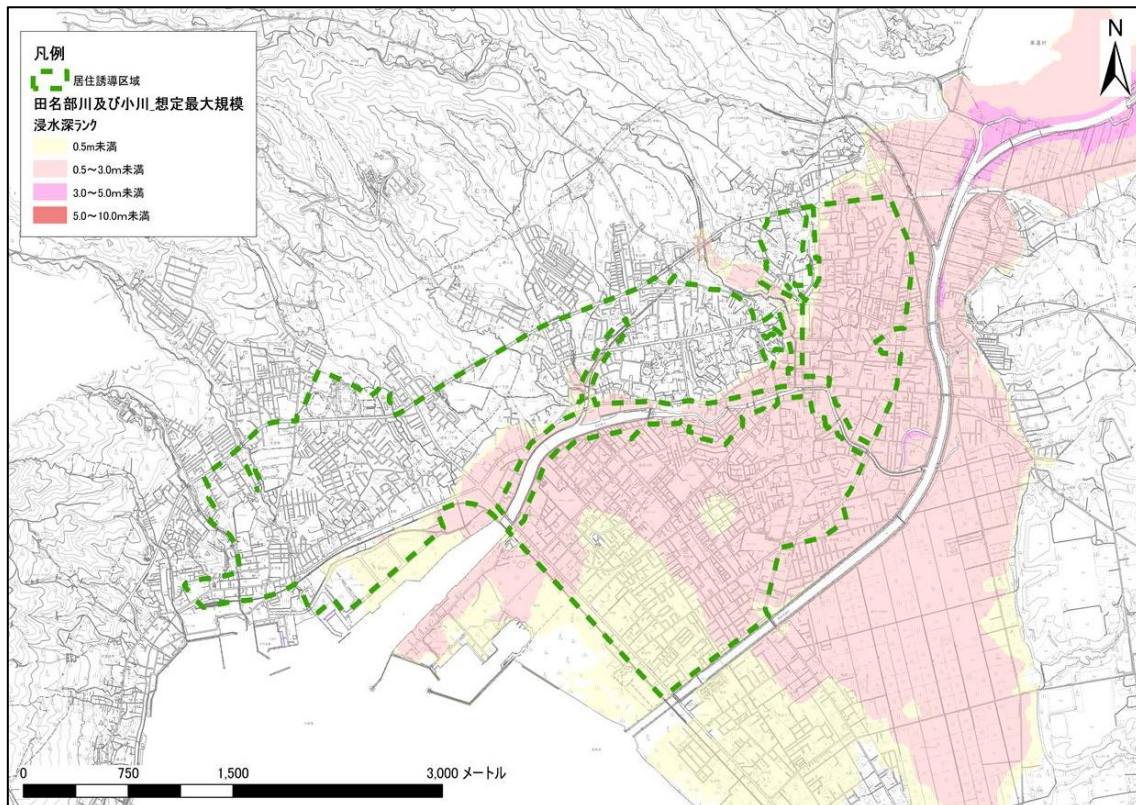 凡例
居住誘導区域
田名部川及び小川_想定最大規模
浸水深ランク
0.5m未満
0.5～3.0m未満
3.0～5.0m未満
5.0～10.0m未満
N
0 750 1,500 3,000 メートル